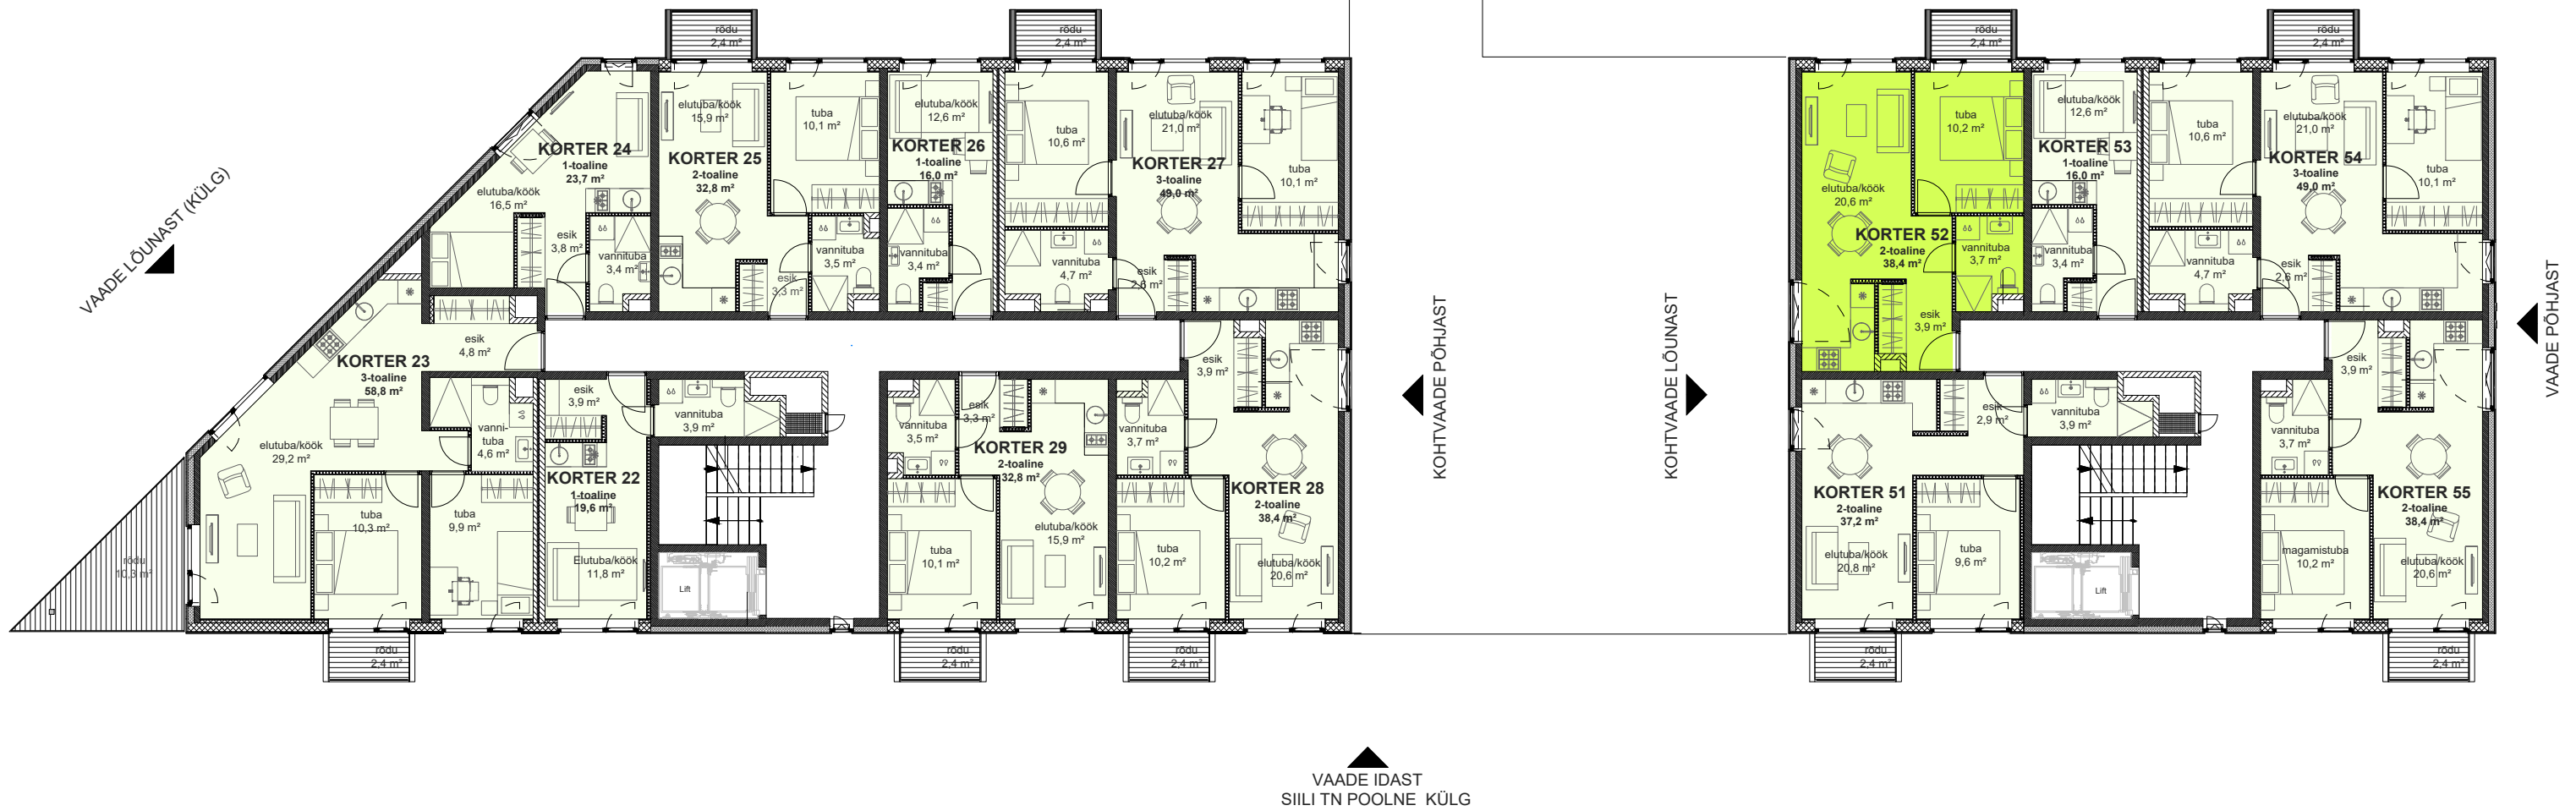 rõdu
2,4 m²
rõdu
2,4 m²
rõdu
2,4 m²
rõdu
2,4 m²
VAADE LÕUNAST (KÜLG)
KORTER 24
1-toaline
23,7 m²
elutuba/köök
16,5 m²
esik
3,8 m²
vannituba
3,4 m²
elutuba/köök
15,9 m²
KORTER 25
2-toaline
32,8 m²
tuba
10,1 m²
vannituba
3,5 m²
esik
3,3 m²
elutuba/köök
12,6 m²
KORTER 26
1-toaline
16,0 m²
vannituba
3,4 m²
tuba
10,6 m²
vannituba
4,7 m²
elutuba/köök
21,0 m²
KORTER 27
3-toaline
49,0 m²
tuba
10,1 m²
esik
2,6 m²
KORTER 23
3-toaline
58,8 m²
esik
4,8 m²
elutuba/köök
29,2 m²
vanni-
tuba
4,6 m²
tuba
10,3 m²
tuba
9,9 m²
rõdu
10,3 m²
esik
3,9 m²
KORTER 22
1-toaline
19,6 m²
Elutuba/köök
11,8 m²
vannituba
3,9 m²
Lift
vannituba
3,5 m²
esik
3,3 m²
KORTER 29
2-toaline
32,8 m²
tuba
10,1 m²
elutuba/köök
15,9 m²
vannituba
3,7 m²
esik
3,9 m²
KORTER 28
2-toaline
38,4 m²
tuba
10,2 m²
elutuba/köök
20,6 m²
rõdu
2,4 m²
rõdu
2,4 m²
rõdu
2,4 m²
KOHTVAADE PÕHJAST
KOHTVAADE LÕUNAST
elutuba/köök
20,6 m²
tuba
10,2 m²
KORTER 52
2-toaline
38,4 m²
vannituba
3,7 m²
esik
3,9 m²
elutuba/köök
12,6 m²
KORTER 53
1-toaline
16,0 m²
vannituba
3,4 m²
tuba
10,6 m²
vannituba
4,7 m²
elutuba/köök
21,0 m²
KORTER 54
3-toaline
49,0 m²
tuba
10,1 m²
esik
2,6 m²
KORTER 51
2-toaline
37,2 m²
elutuba/köök
20,8 m²
tuba
9,6 m²
esik
2,9 m²
vannituba
3,9 m²
Lift
vannituba
3,7 m²
esik
3,9 m²
KORTER 55
2-toaline
38,4 m²
magamistuba
10,2 m²
elutuba/köök
20,6 m²
rõdu
2,4 m²
rõdu
2,4 m²
VAADE PÕHJAST
VAADE IDAST
SIILI TN POOLNE KÜLG